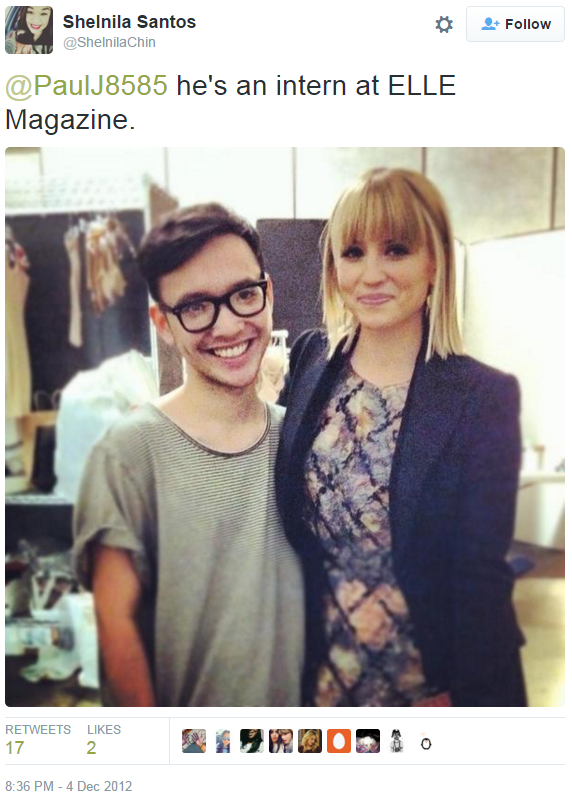 Shelnila Santos
@ShelnilaChin
Follow
@PaulJ8585 he's an intern at ELLE
Magazine.
RETWEETS LIKES
17 2
8:36 PM - 4 Dec 2012